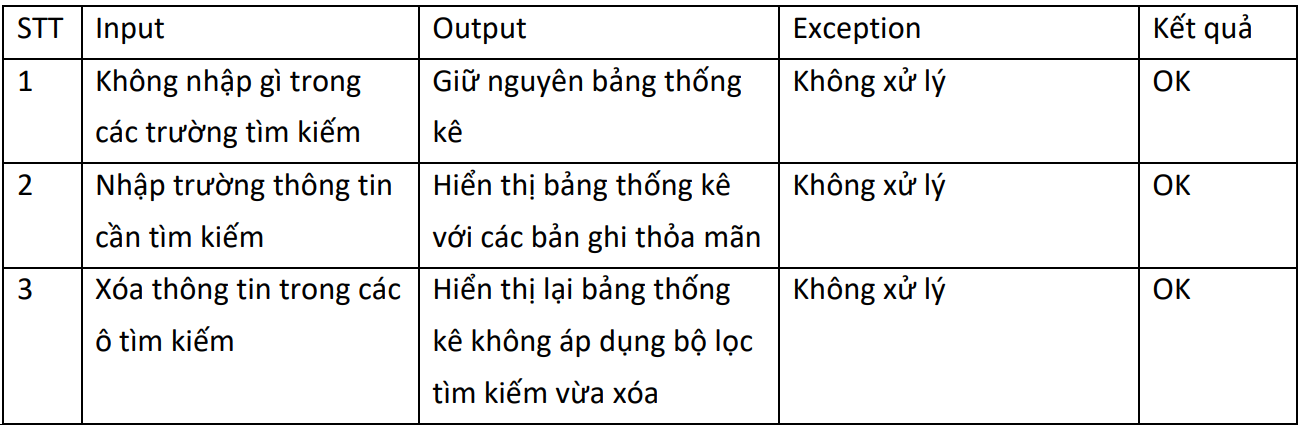 STT Input Output Exception Kết quả
1 Không nhập gì trong Giữ nguyên bảng thống Không xử lý OK
các trường tìm kiếm kê
2 Nhập trường thông tin Hiển thị bảng thống kê Không xử lý OK
cần tìm kiếm với các bản ghi thỏa mãn
3 Xóa thông tin trong các Hiển thị lại bảng thống Không xử lý OK
ô tìm kiếm kê không áp dụng bộ lọc
tìm kiếm vừa xóa